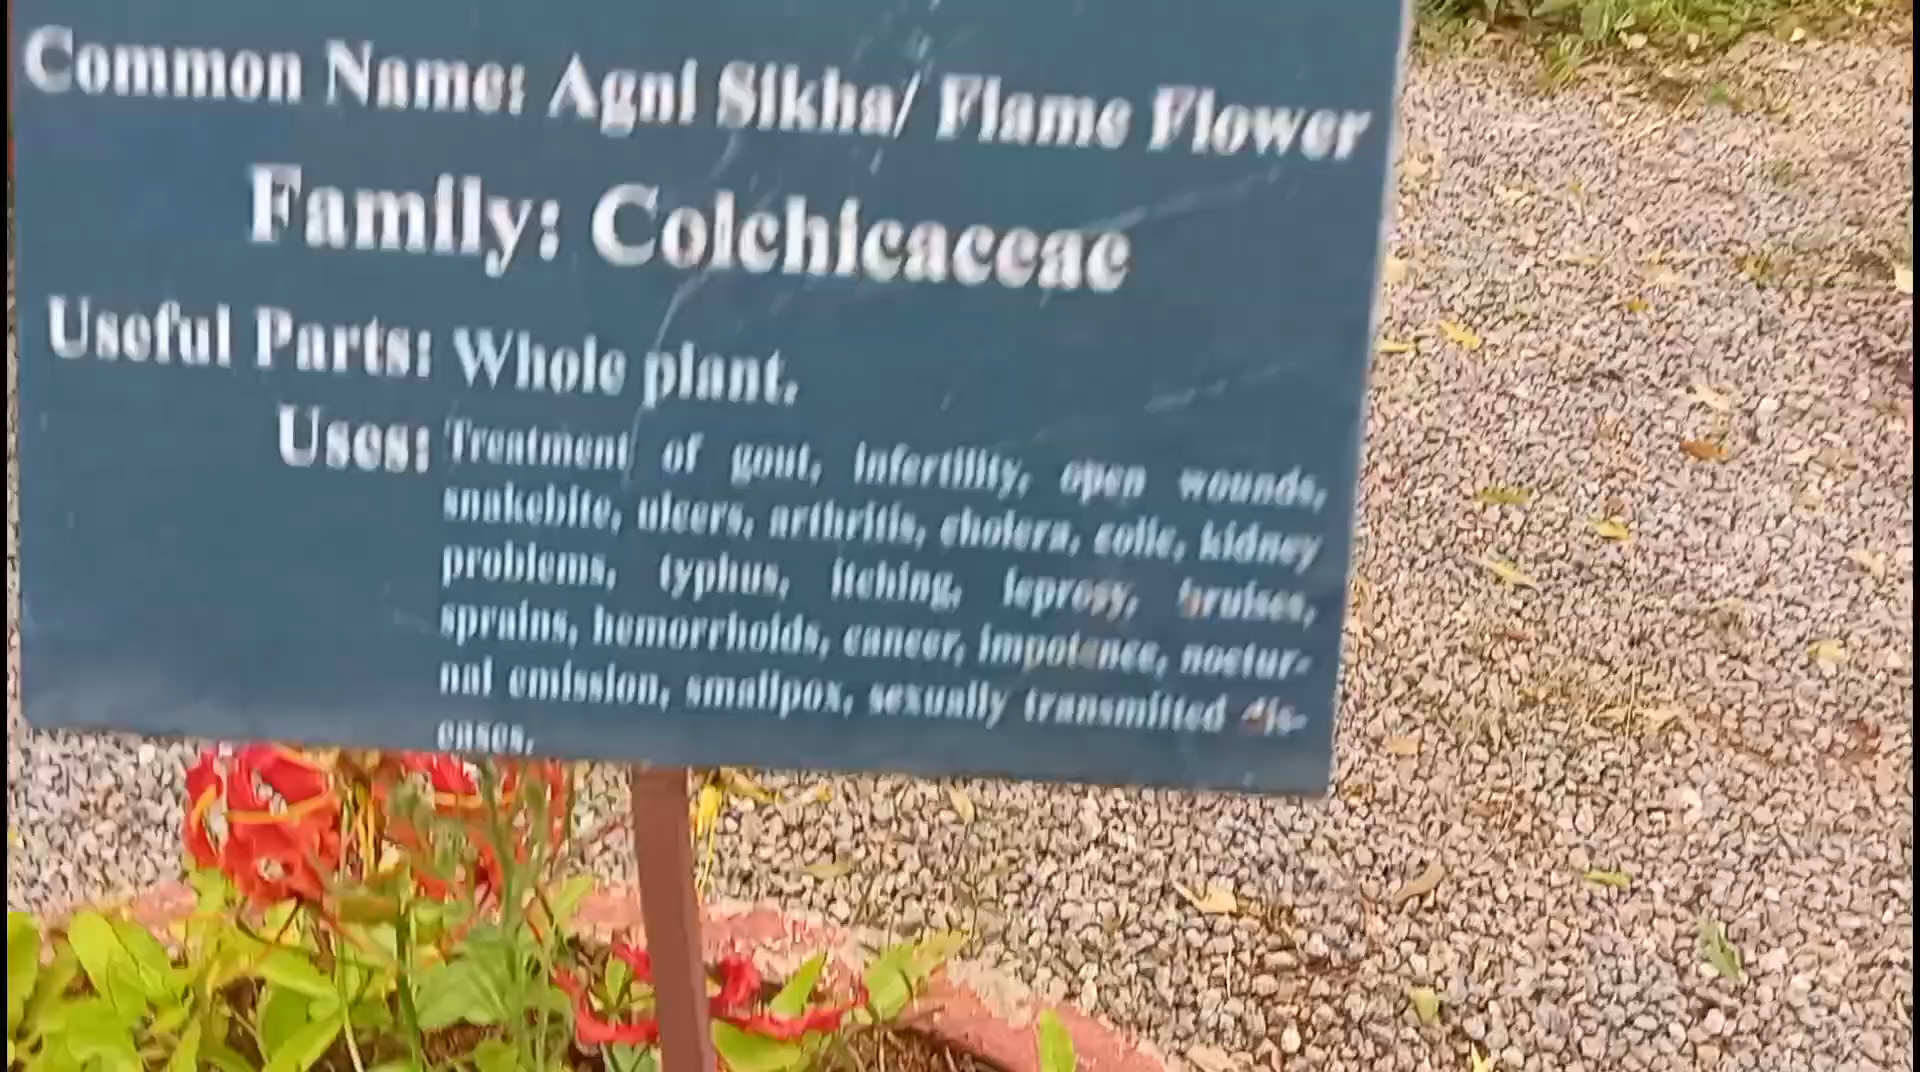 Common Name: Agni Sikha/ Flame Flower
Family: Colchicaceae
Useful Parts: Whole plant.
Uses: Treatment of gout, infertility, open wounds,
snakebite, ulcers, arthritis, cholera, colic, kidney
problems, typhus, itching, leprosy, bruises,
sprains, hemorrhoids, cancer, impotence, noctur-
nal emission, smallpox, sexually transmitted dis-
eases.